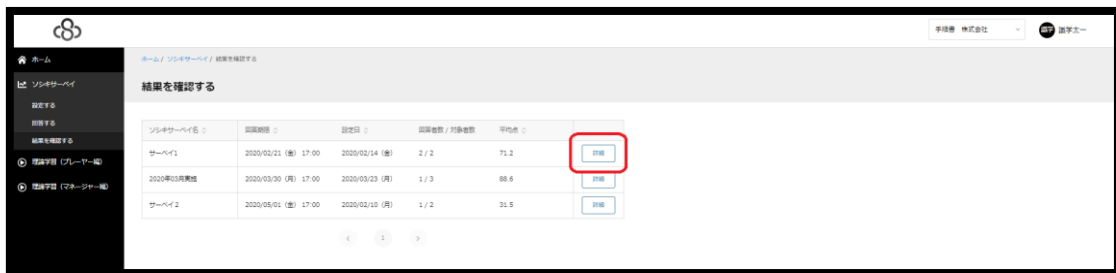 手順書 株式会社
識学 識学太一
ホーム
ソシキサーベイ
設定する
回答する
結果を確認する
理論学習（プレーヤー編）
理論学習（マネージャー編）
ホーム / ソシキサーベイ / 結果を確認する
結果を確認する
ソシキサーベイ名 回答期限 設定日 回答者数 / 対象者数 平均点
サーベイ1 2020/02/21（金）17:00 2020/02/14（金） 2 / 2 71.2 詳細
2020年03月実施 2020/03/30（月）17:00 2020/03/23（月） 1 / 3 88.6 詳細
サーベイ2 2020/05/01（金）17:00 2020/02/10（月） 1 / 2 31.5 詳細
< 1 >